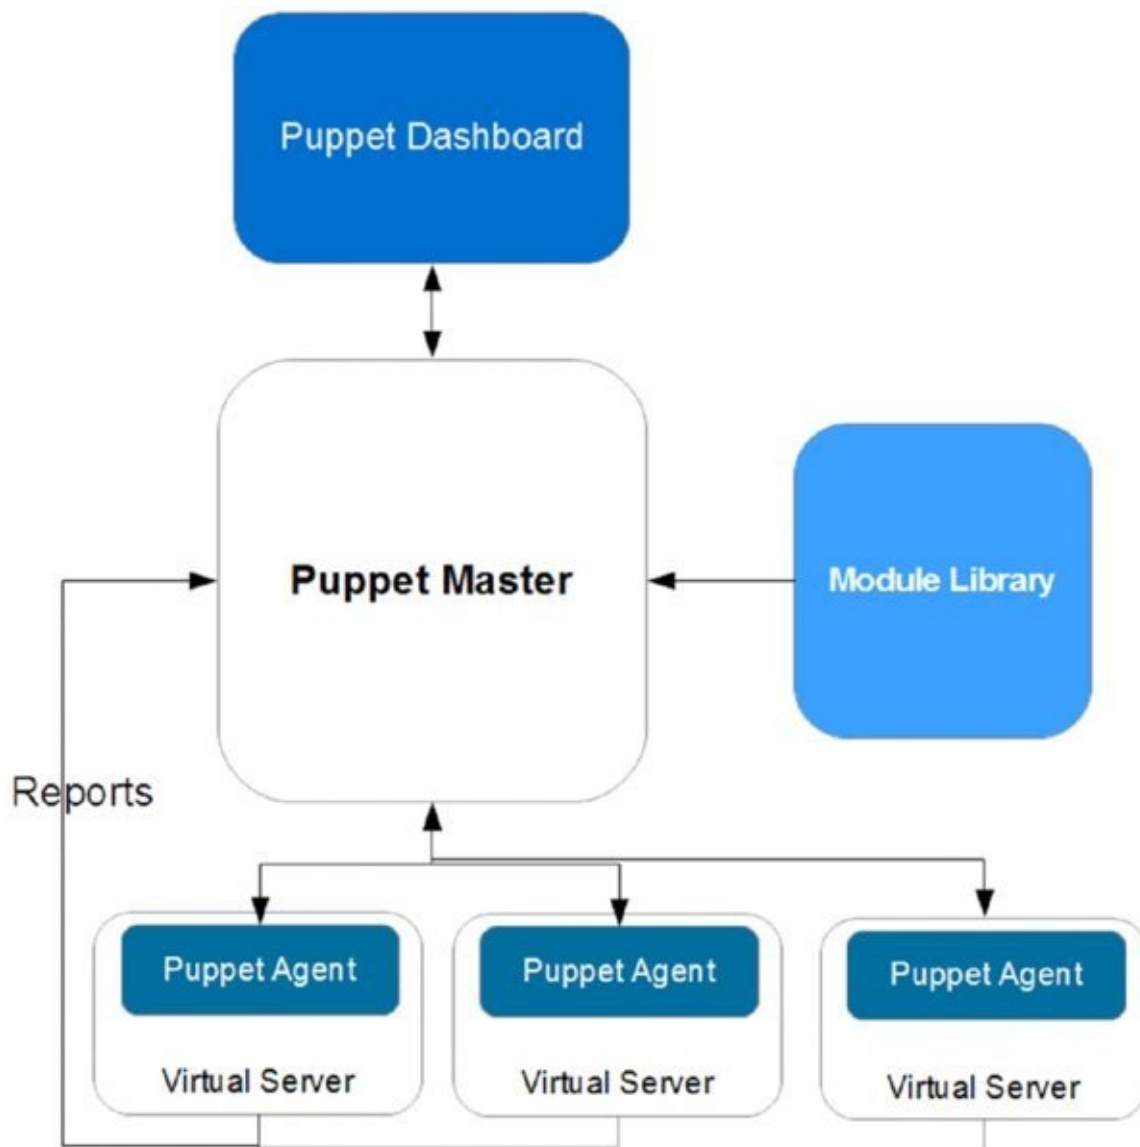 Puppet Dashboard
Puppet Master
Module Library
Reports
Puppet Agent
Puppet Agent
Puppet Agent
Virtual Server
Virtual Server
Virtual Server